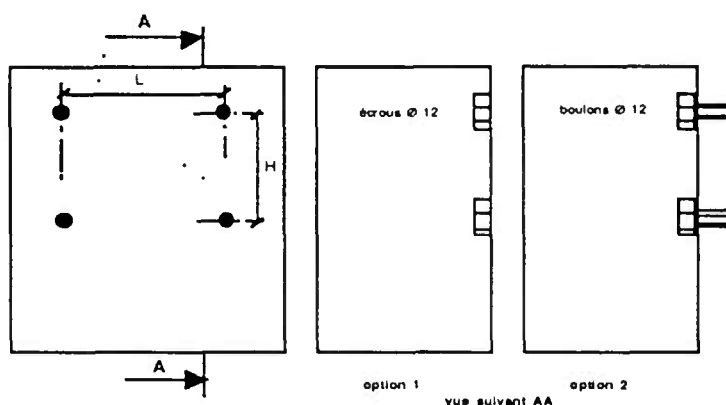 A
L
H
A
écrous Ø 12
boulons Ø 12
option 1
option 2
vue suivant AA